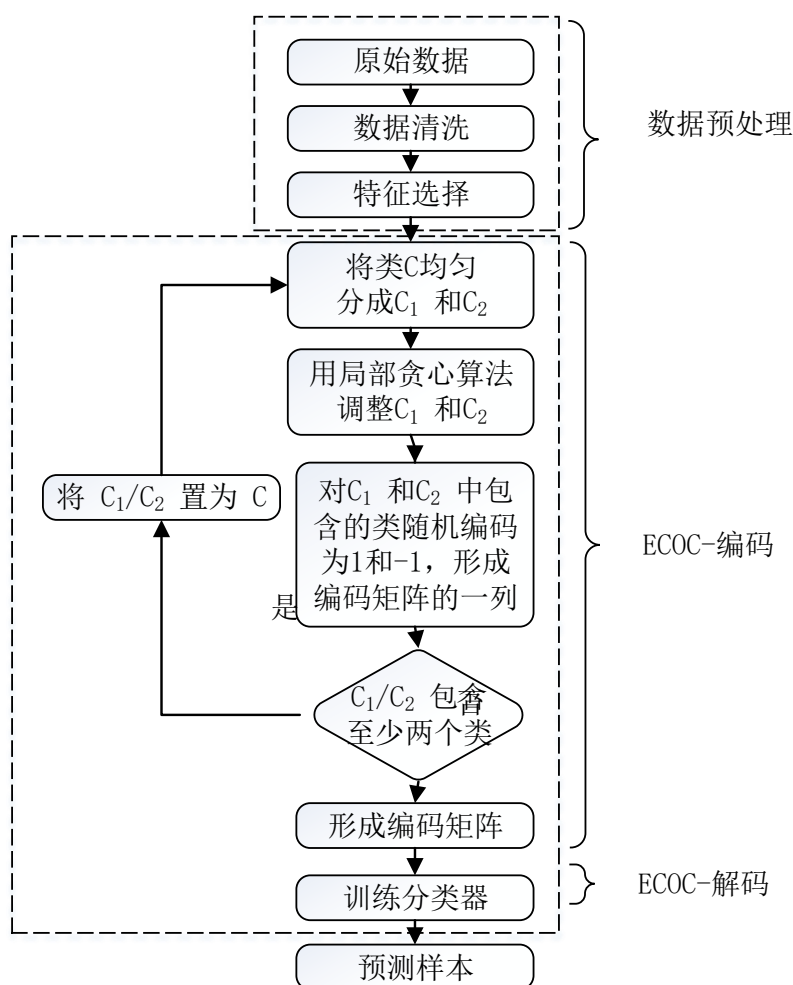 原始数据
数据清洗
数据预处理
特征选择
将类C均匀
分成C₁ 和C₂
用局部贪心算法
调整C₁ 和C₂
将 C₁/C₂ 置为 C
对C₁ 和C₂ 中包
含的类随机编码
为1和-1，形成
编码矩阵的一列
ECOC-编码
是
C₁/C₂ 包含
否
至少两个类
形成编码矩阵
训练分类器
ECOC-解码
预测样本